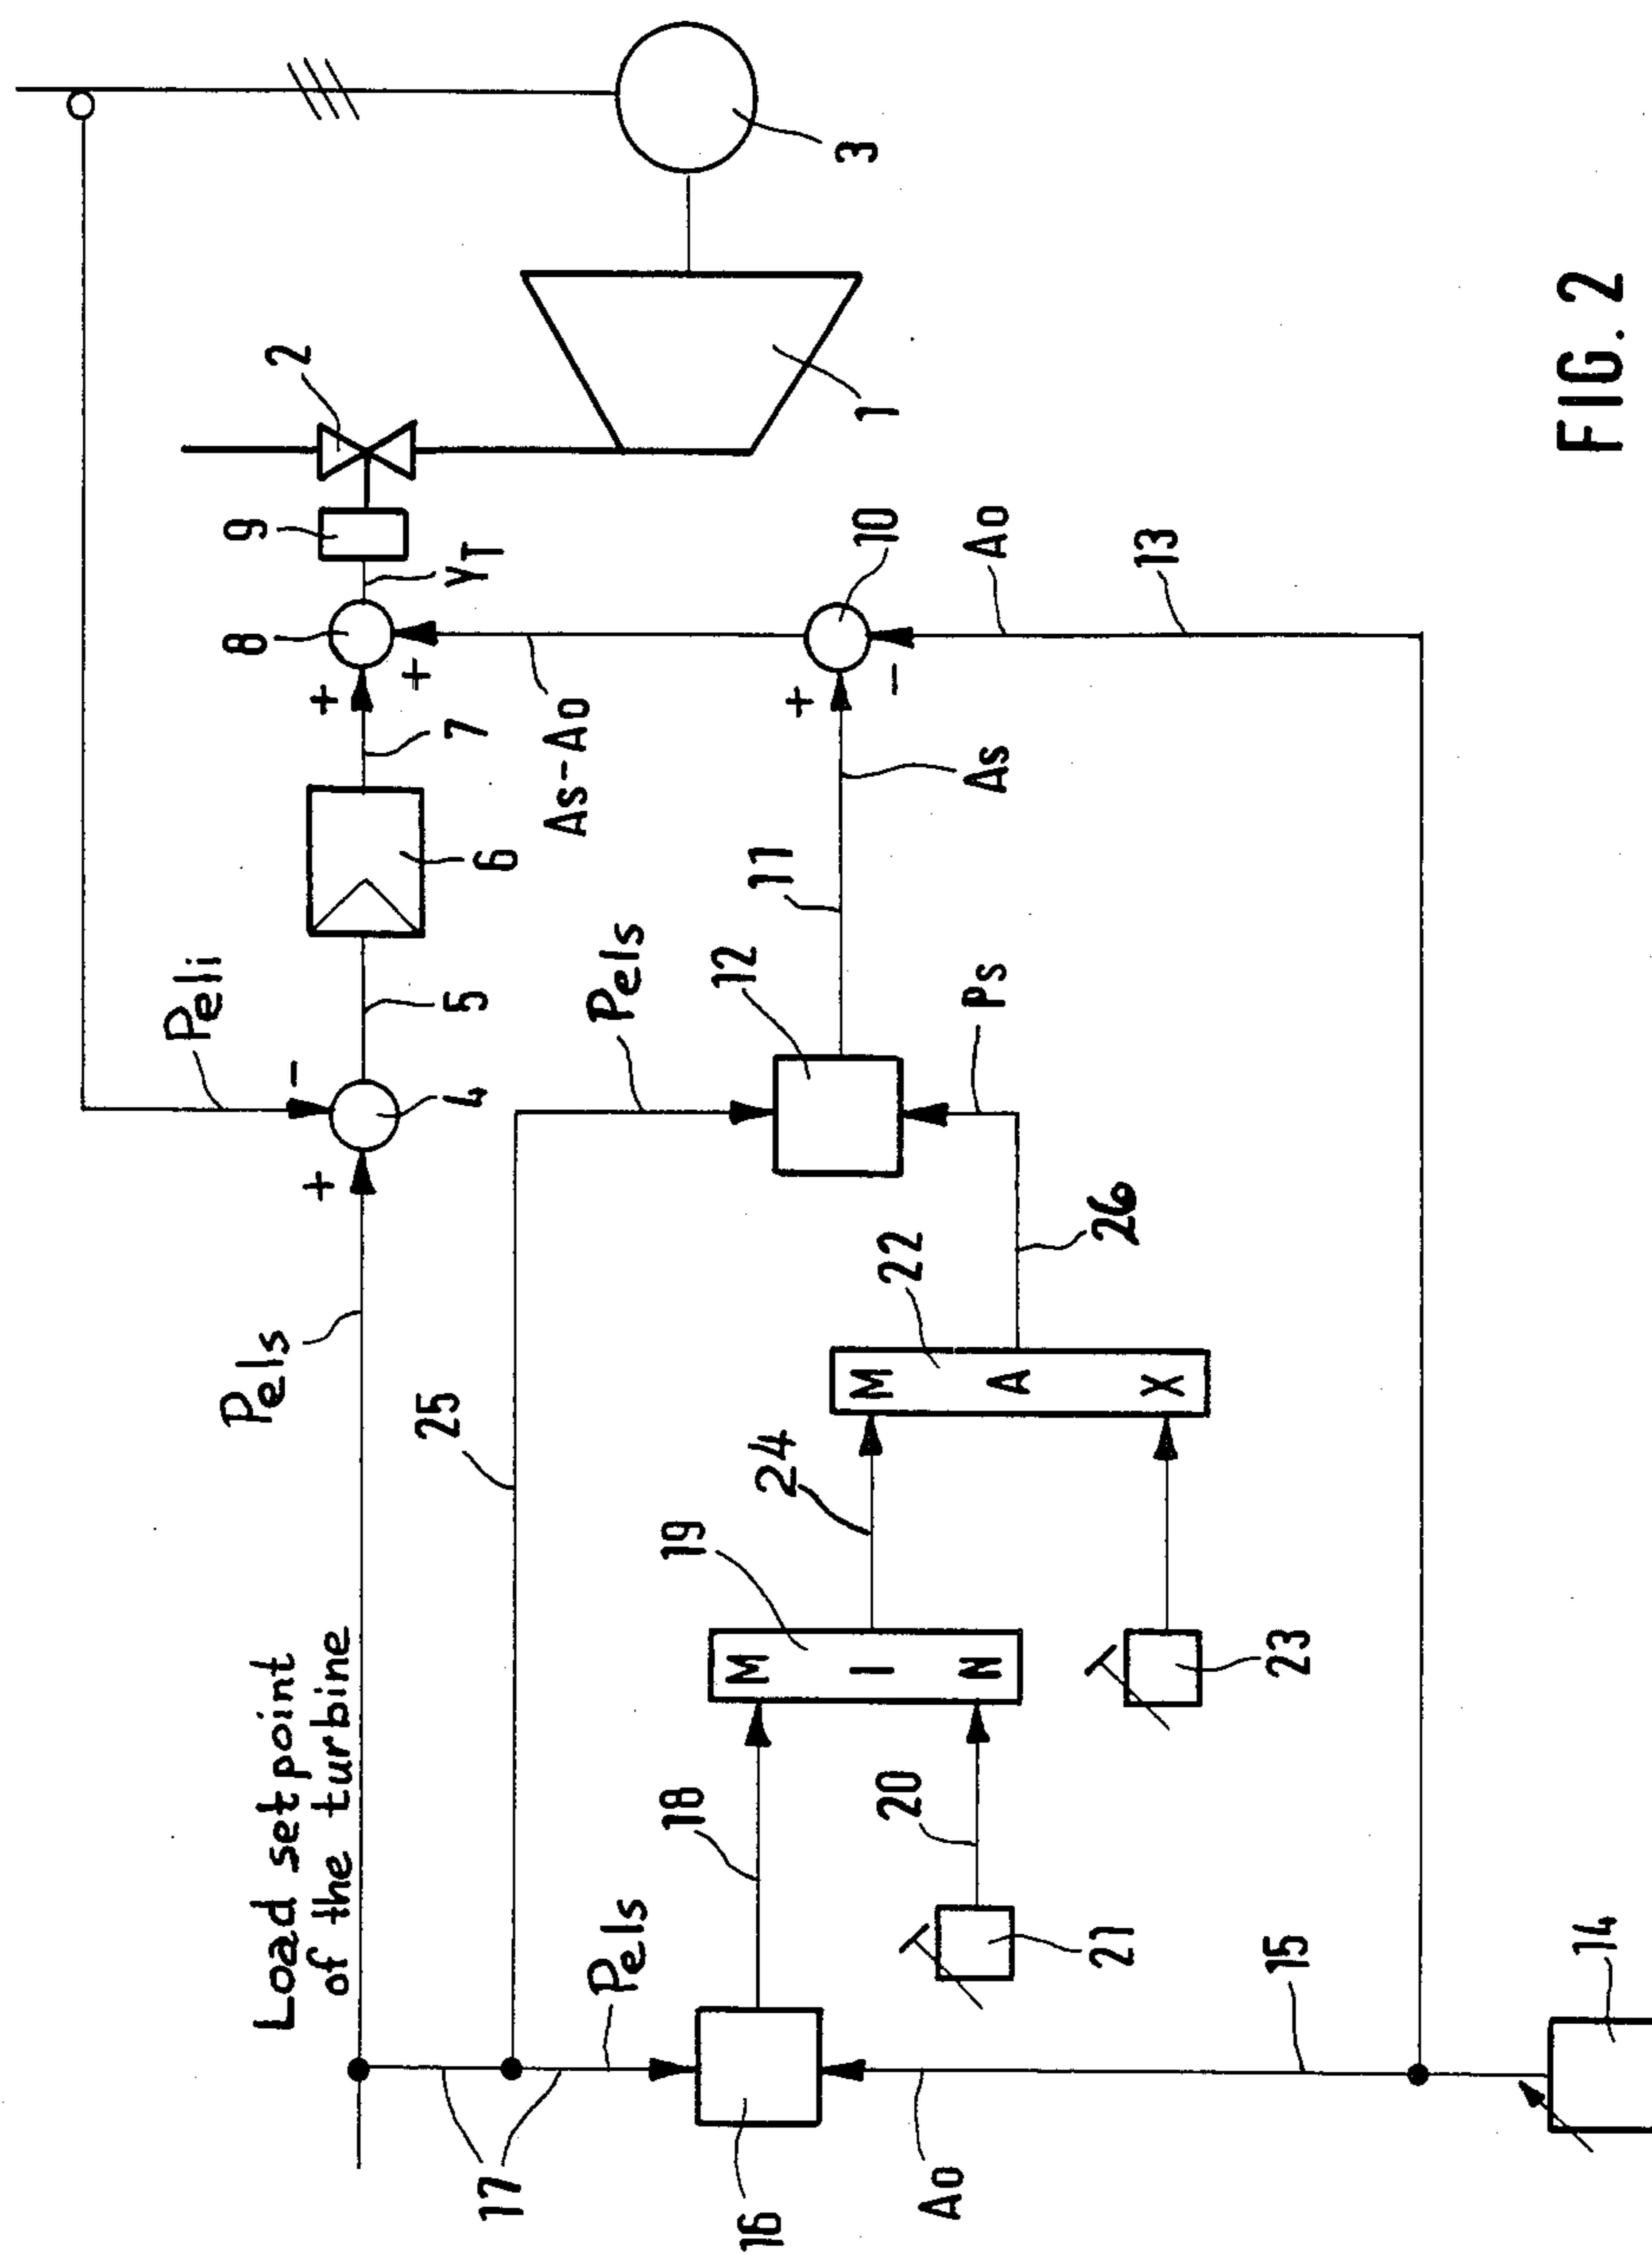 Peli
Load setpoint
of the turbine
Pels
-
+
8
9
2
+
+
25
4
5
7
YT
17
6
As-Ao
Pels
Pels
18
19
12
11
+
16
MIN
24
10
3
1
20
MAX
22
-
Ao
Ps
As
Ao
21
26
13
15
23
14
FIG. 2